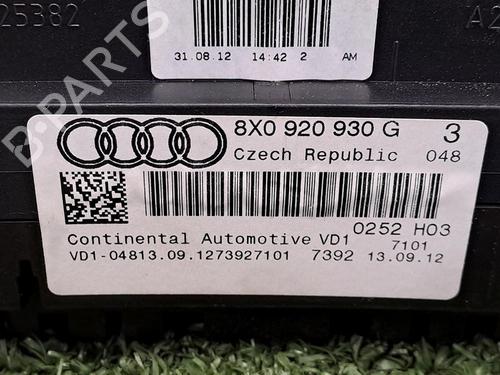 25382
A2
31.08.12 14:42 2 AM
B-PARTS
8X0 920 930 G 3
Czech Republic 048
0252 H03
Continental Automotive VD1 7101
VD1-04813.09.1273927101 7392 13.09.12